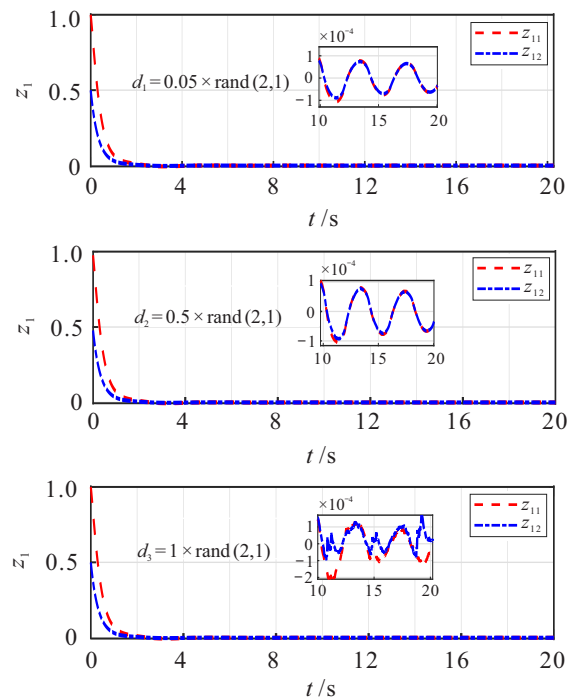 1.0
×10⁻⁴
z₁₁
z₁₂
1
0
−1
z₁
0.5
d₁=0.05×rand(2,1)
10 15 20
0
0 4 8 12 16 20
t/s
1.0
×10⁻⁴
z₁₁
z₁₂
1
0
−1
z₁
0.5
d₂=0.5×rand(2,1)
10 15 20
0
0 4 8 12 16 20
t/s
1.0
×10⁻⁴
z₁₁
z₁₂
1
0
−1
−2
z₁
0.5
d₃=1×rand(2,1)
10 15 20
0
0 4 8 12 16 20
t/s